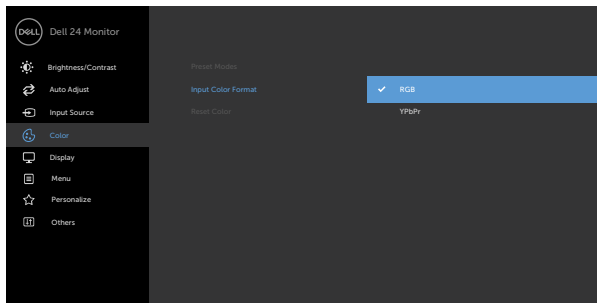 DELL Dell 24 Monitor
Brightness/Contrast
Auto Adjust
Input Source
Color
Display
Menu
Personalize
Others
Preset Modes
Input Color Format
Reset Color
RGB
YPbPr